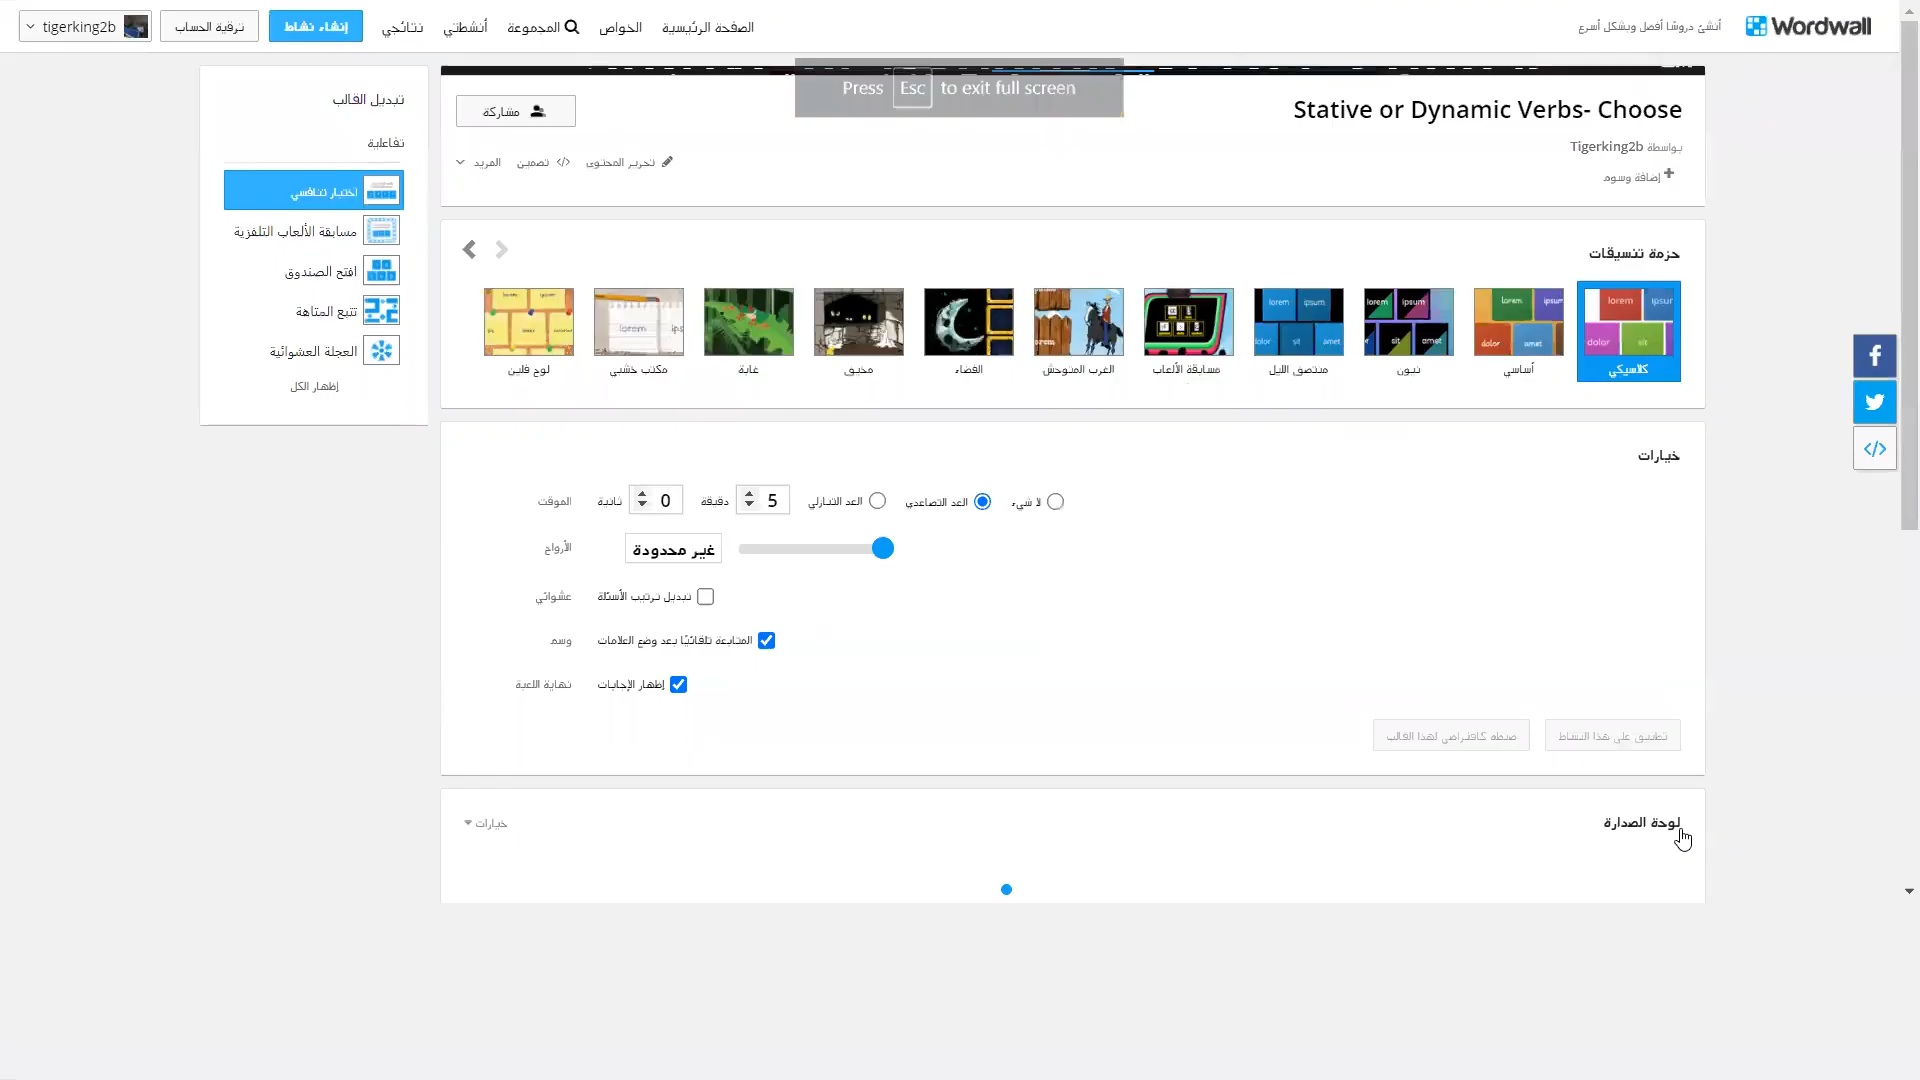 Wordwall
أنشئ دروسًا أفضل وبشكل أسرع
الصفحة الرئيسية
الخواص
المجموعة
أنشطتي
نتائجي
إنشاء نشاط
ترقية الحساب
tigerking2b
Press Esc to exit full screen
Stative or Dynamic Verbs- Choose
مشاركة
بواسطة Tigerking2b
إضافة وسوم
تحرير المحتوى
تضمين
المزيد
تبديل القالب
تفاعلية
اختبار تنافسي
مسابقة الألعاب التلفزية
افتح الصندوق
تتبع المتاهة
العجلة العشوائية
إظهار الكل
حزمة تنسيقات
كلاسيكي
أساسي
نيون
منتصف الليل
مسابقة الألعاب
الغرب المتوحش
الفضاء
مخيف
غابة
مكتب خشبي
لوح فلين
خيارات
الموقت
لا شيء
العد التصاعدي
العد التنازلي
5 دقيقة
0 ثانية
الأرواح
غير محدودة
عشوائي
تبديل ترتيب الأسئلة
وسم
المتابعة تلقائيًا بعد وضع العلامات
نهاية اللعبة
إظهار الإجابات
تطبيق على هذا النشاط
ضبطه كافتراضي لهذا القالب
لوحة الصدارة
خيارات